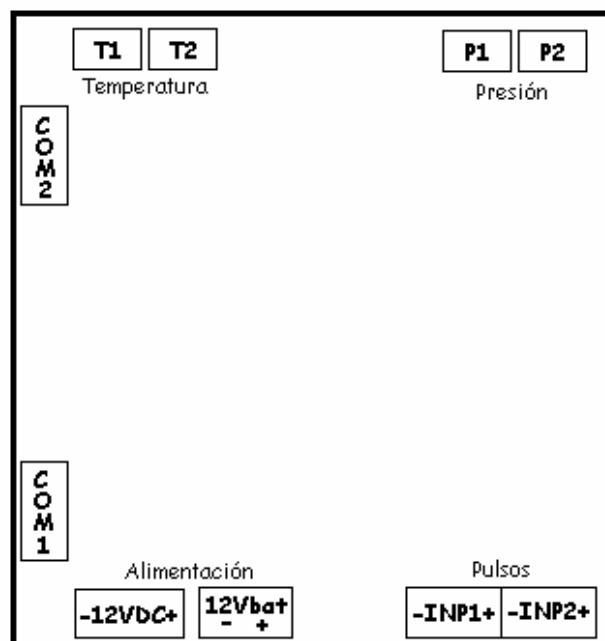 T1 T2 P1 P2
Temperatura Presión
COM2
COM1
Alimentación Pulsos
-12VDC+ 12Vbat -INP1+ -INP2+
- +